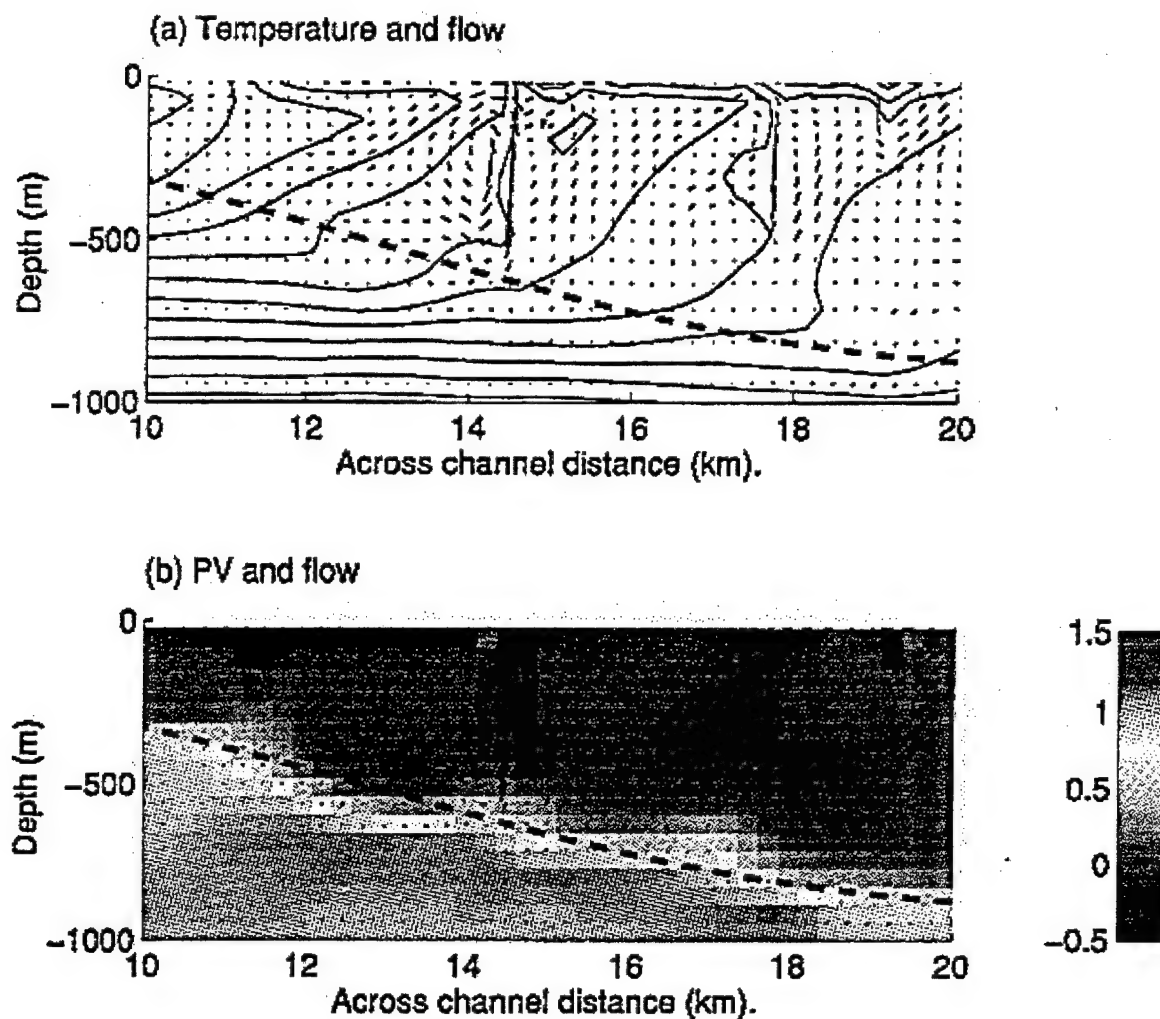 (a) Temperature and flow
0
-500
-1000
Depth (m)
10 12 14 16 18 20
Across channel distance (km).
(b) PV and flow
0
-500
-1000
Depth (m)
10 12 14 16 18 20
Across channel distance (km).
1.5
1
0.5
0
-0.5